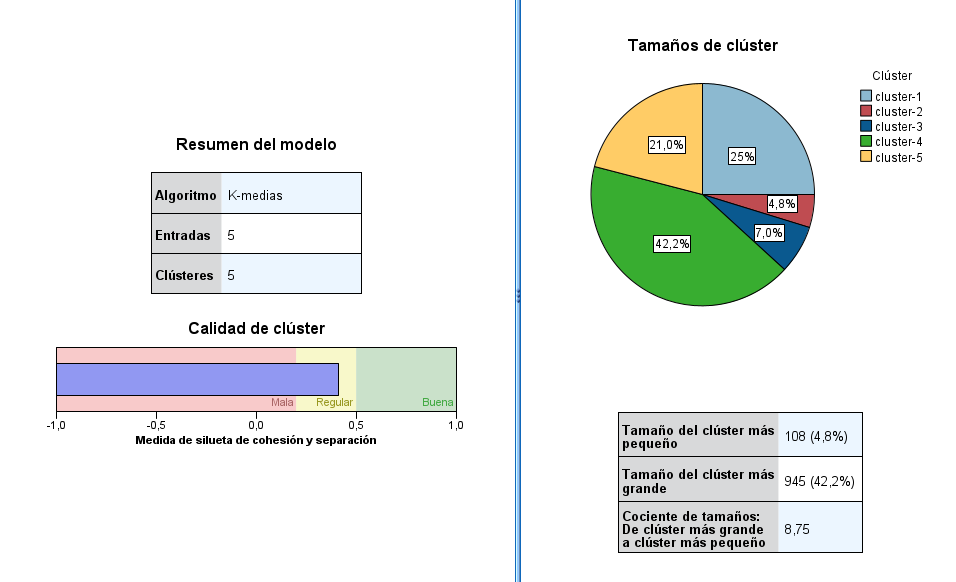 Resumen del modelo
Algoritmo K-medias
Entradas 5
Clústeres 5
Calidad de clúster
Mala Regular Buena
-1,0 -0,5 0,0 0,5 1,0
Medida de silueta de cohesión y separación
Tamaños de clúster
Clúster
cluster-1
cluster-2
cluster-3
cluster-4
cluster-5
21,0%
25%
4,8%
7,0%
42,2%
Tamaño del clúster más
pequeño
108 (4,8%)
Tamaño del clúster más
grande
945 (42,2%)
Cociente de tamaños:
De clúster más grande
a clúster más pequeño
8,75